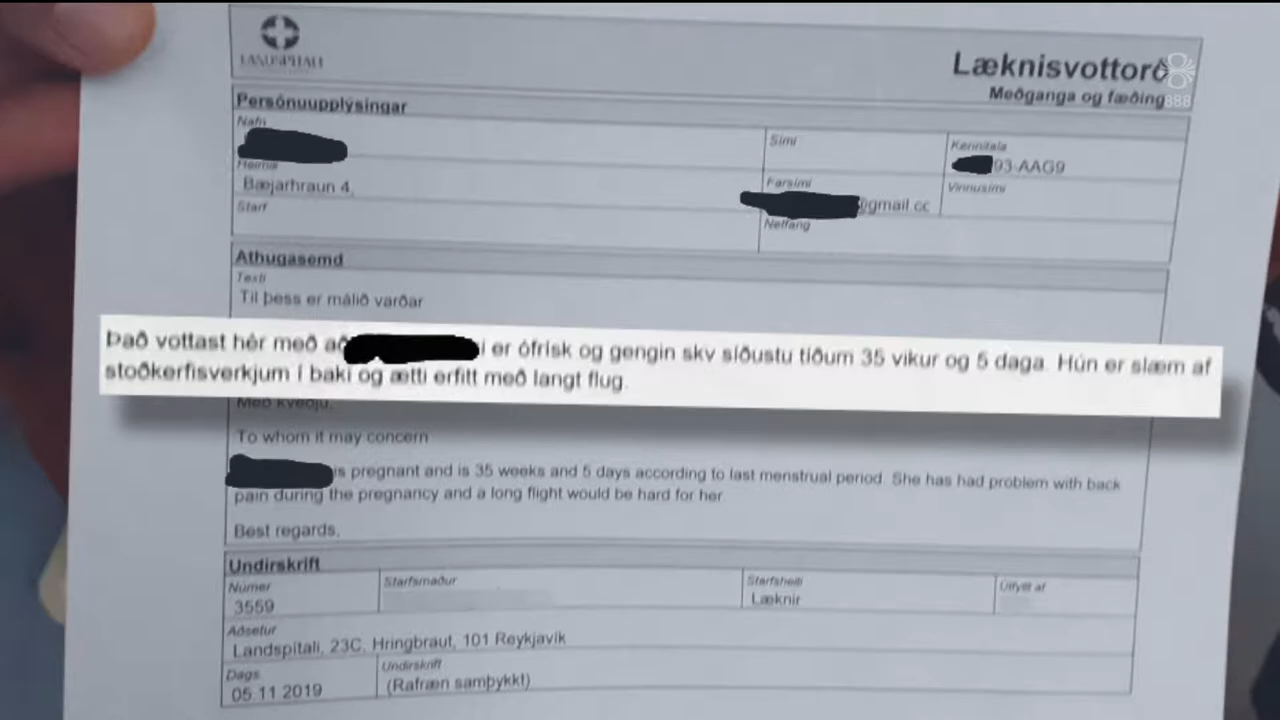 LANDSPÍTALI
Læknisvottorð
Meðganga og fæðing
888
Persónuupplýsingar
Nafn
Sími
Kennitala
93-AAG9
Heimili
Bæjarhraun 4,
Farsími
@gmail.cc
Vinnusími
Starf
Netfang
Athugasemd
Texti
Til þess er málið varðar
Það vottast hér með að i er ófrísk og gengin skv síðustu tíðum 35 vikur og 5 daga. Hún er slæm af
stoðkerfisverkjum í baki og ætti erfitt með langt flug.
Með kveðju,
To whom it may concern
is pregnant and is 35 weeks and 5 days according to last menstrual period. She has had problem with back
pain during the pregnancy and a long flight would be hard for her
Best regards,
Undirskrift
Númer
3559
Starfsmaður
Starfsheiti
Læknir
Útfyllt af
Aðsetur
Landspítali, 23C, Hringbraut, 101 Reykjavík
Dags
05.11.2019
Undirskrift
(Rafræn samþykkt)